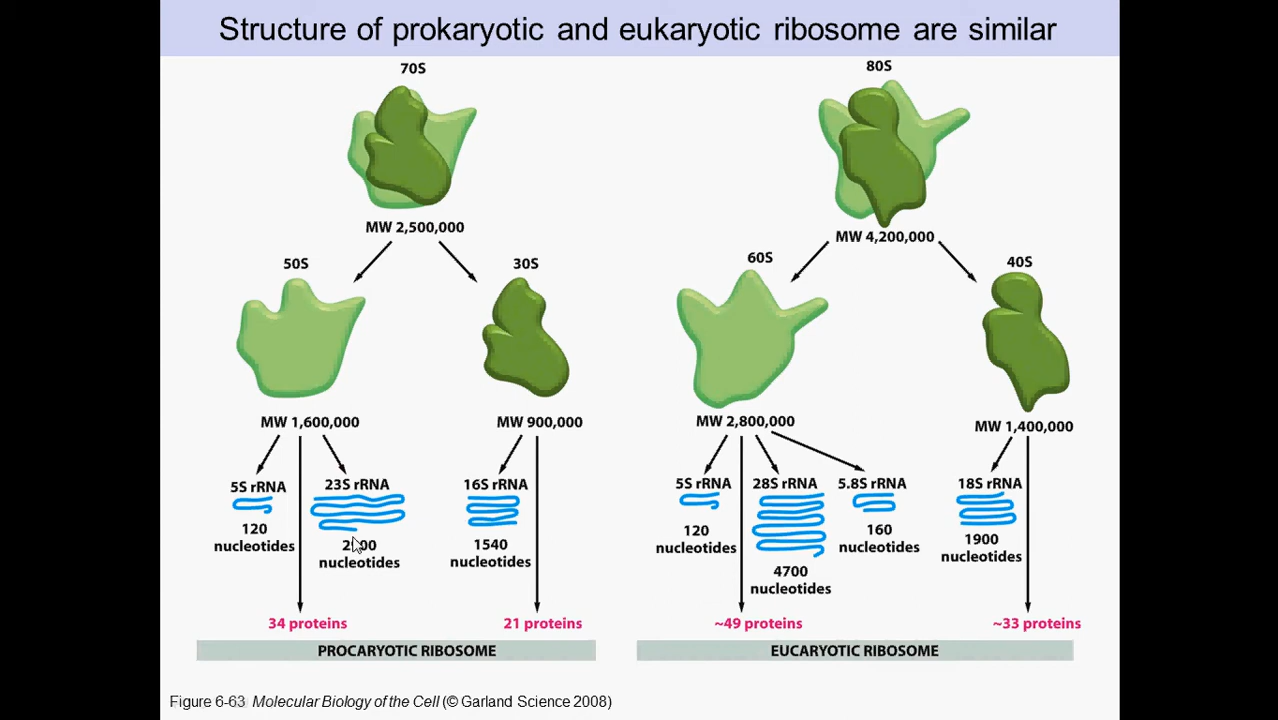 Structure of prokaryotic and eukaryotic ribosome are similar
70S
80S
MW 2,500,000
MW 4,200,000
50S
30S
60S
40S
MW 1,600,000
MW 900,000
MW 2,800,000
MW 1,400,000
5S rRNA
120
nucleotides
23S rRNA
nucleotides
16S rRNA
1540
nucleotides
5S rRNA
120
nucleotides
28S rRNA
4700
nucleotides
5.8S rRNA
160
nucleotides
18S rRNA
1900
nucleotides
34 proteins
21 proteins
~49 proteins
~33 proteins
PROCARYOTIC RIBOSOME
EUCARYOTIC RIBOSOME
Figure 6-63 Molecular Biology of the Cell (© Garland Science 2008)